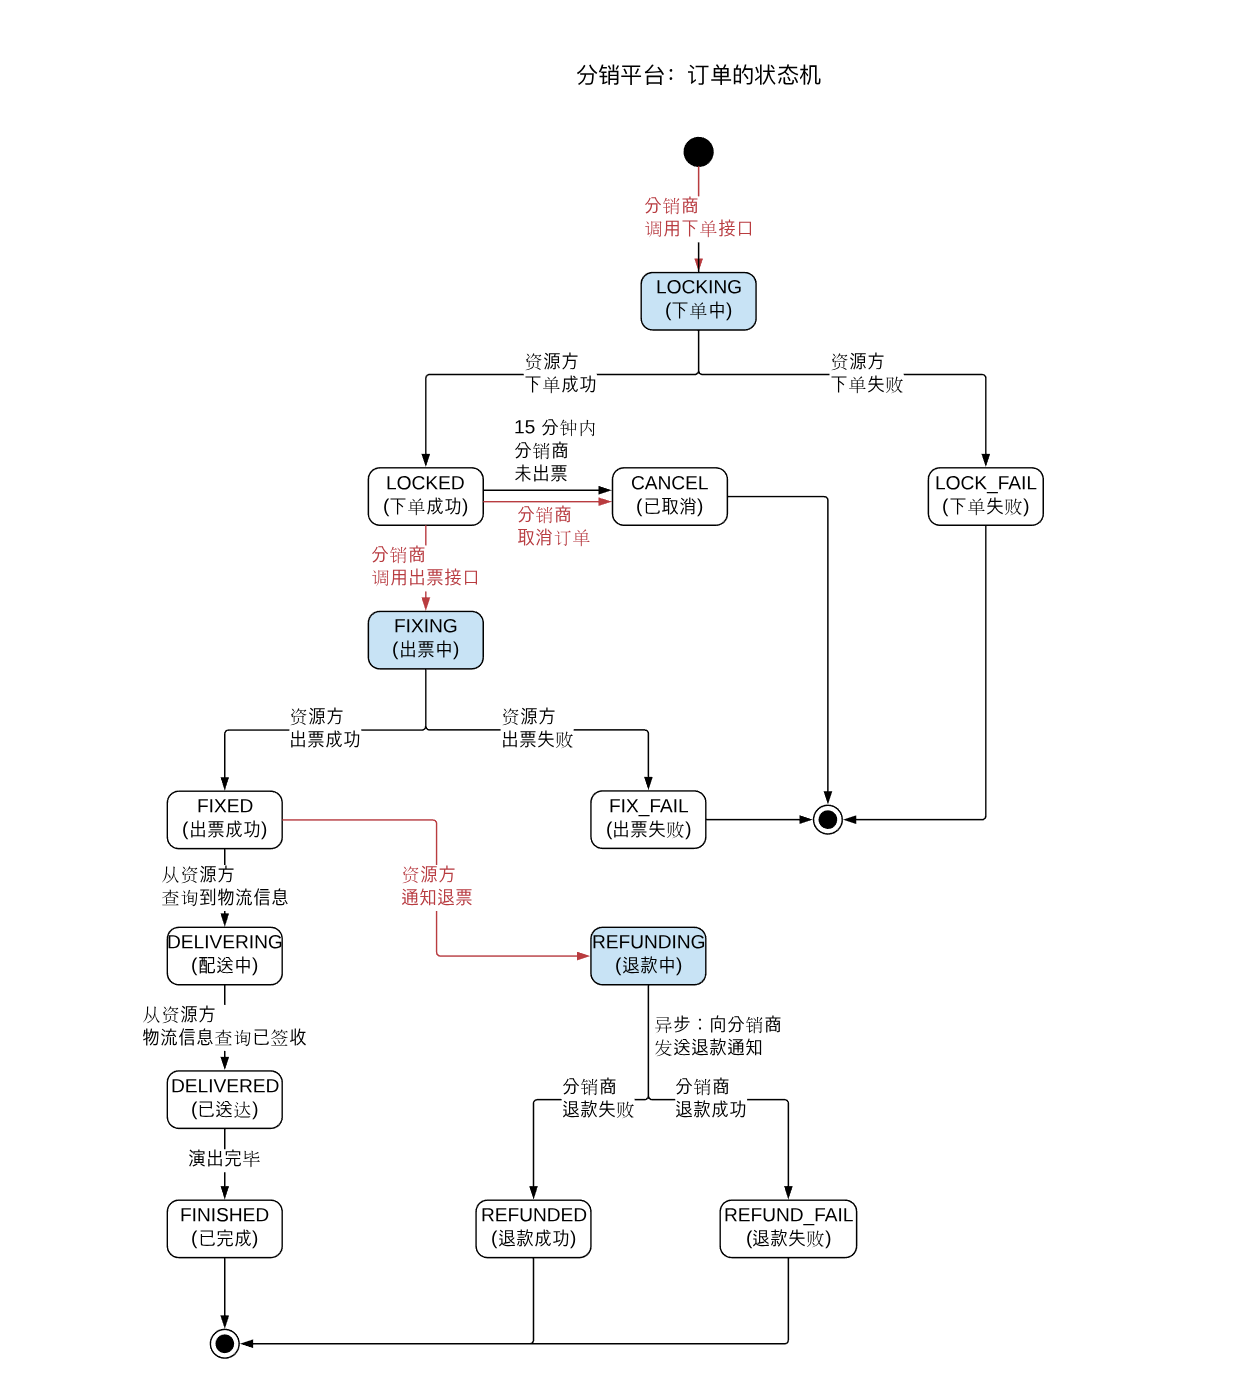 分销平台：订单的状态机
分销商
调用下单接口
LOCKING
(下单中)
资源方
下单成功
资源方
下单失败
15 分钟内
分销商
未出票
LOCKED
(下单成功)
CANCEL
(已取消)
LOCK_FAIL
(下单失败)
分销商
取消订单
分销商
调用出票接口
FIXING
(出票中)
资源方
出票成功
资源方
出票失败
FIXED
(出票成功)
FIX_FAIL
(出票失败)
从资源方
查询到物流信息
资源方
通知退票
DELIVERING
(配送中)
REFUNDING
(退款中)
从资源方
物流信息查询已签收
异步：向分销商
发送退款通知
DELIVERED
(已送达)
分销商
退款失败
分销商
退款成功
演出完毕
FINISHED
(已完成)
REFUNDED
(退款成功)
REFUND_FAIL
(退款失败)